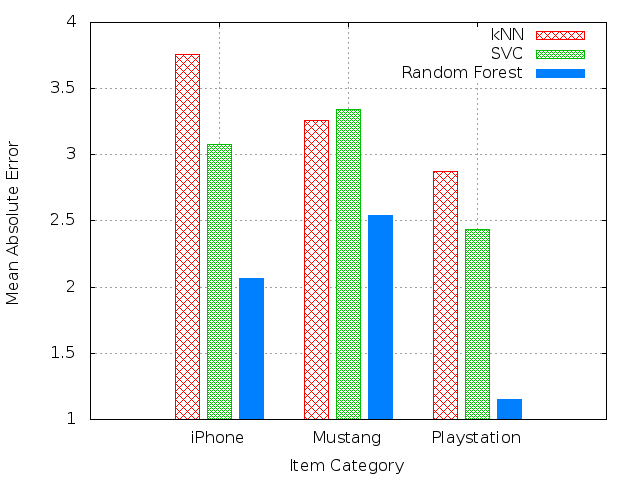 4
3.5
3
2.5
2
1.5
1
Mean Absolute Error
kNN
SVC
Random Forest
iPhone Mustang Playstation
Item Category